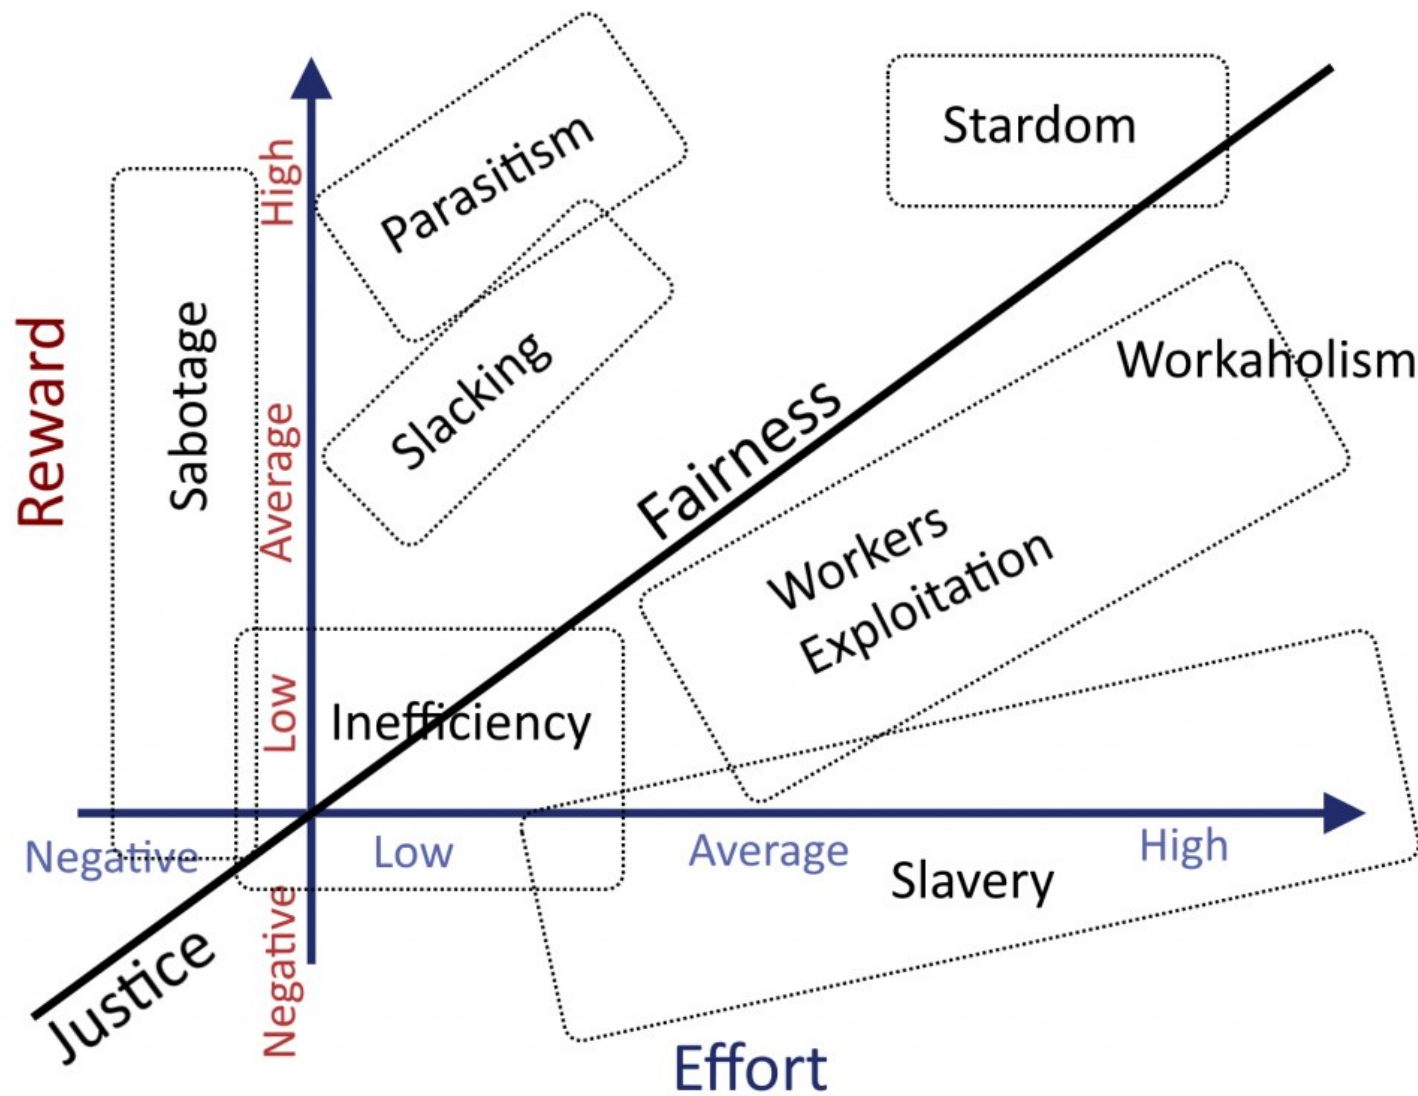 Stardom
Parasitism
High
Slacking
Sabotage
Workaholism
Reward
Average
Fairness
Workers
Exploitation
Low
Inefficiency
Negative
Low
Average
High
Slavery
Negative
Justice
Effort